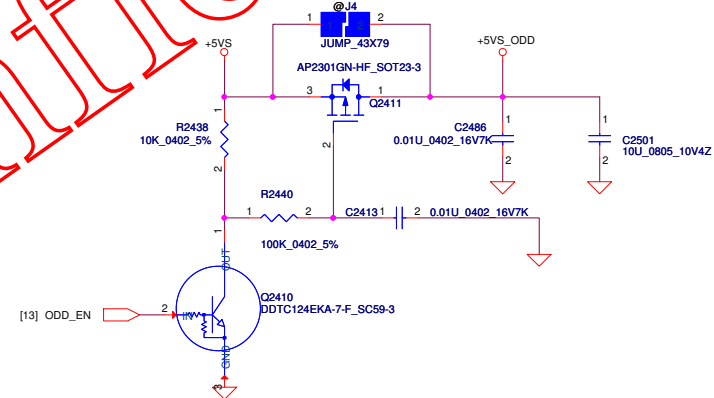 @J4
1 2
JUMP_43X79
+5VS
+5VS_ODD
AP2301GN-HF_SOT23-3
3 1
Q2411
2
1
R2438
10K_0402_5%
2
1
C2486
0.01U_0402_16V7K
2
1
C2501
10U_0805_10V4Z
2
R2440
1 2
100K_0402_5%
C2413 1 2 0.01U_0402_16V7K
1
OUT
Q2410
DDTC124EKA-7-F_SC59-3
[13] ODD_EN
2
IN
GND
3